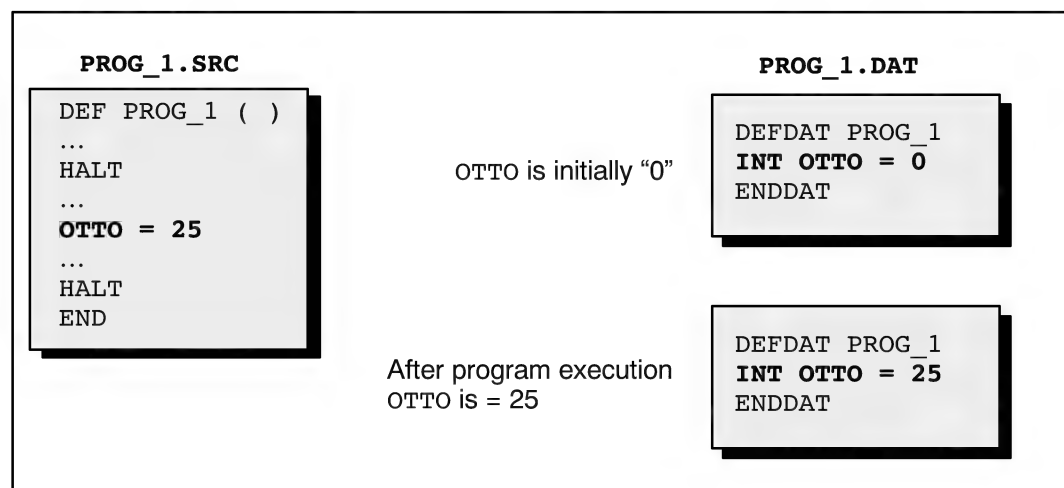 PROG_1.SRC
DEF PROG_1 ( )
...
HALT
...
OTTO = 25
...
HALT
END
PROG_1.DAT
OTTO is initially “0”
DEFDAT PROG_1
INT OTTO = 0
ENDDAT
After program execution
OTTO is = 25
DEFDAT PROG_1
INT OTTO = 25
ENDDAT